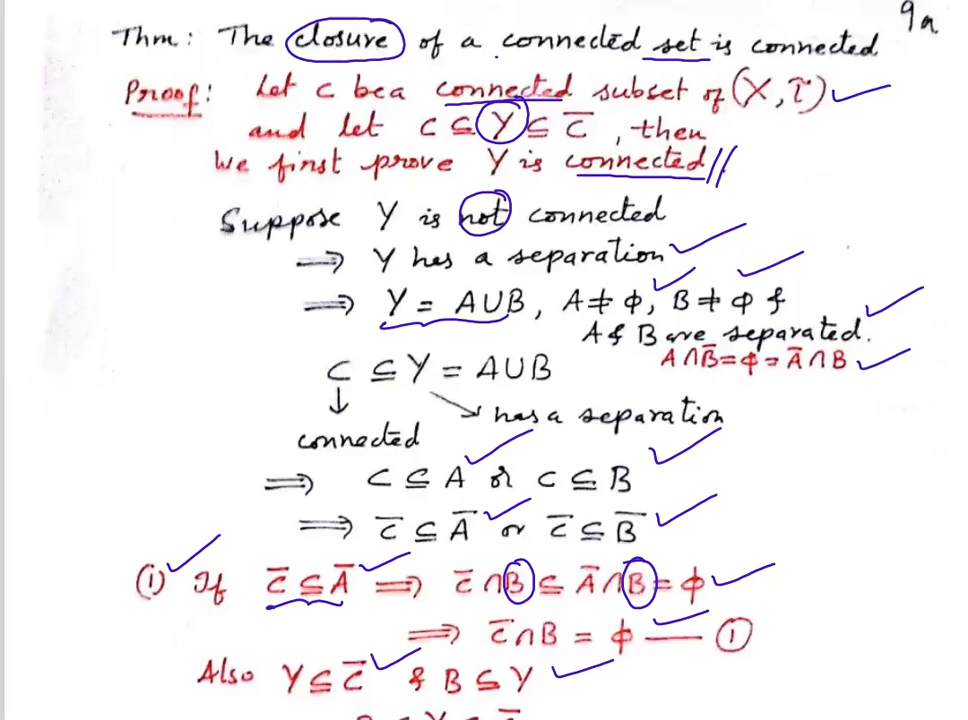 9a
Thm: The closure of a connected set is connected
Proof: Let C be a connected subset of (X, τ)
and let C ⊆ Y ⊆ C̅, then
We first prove Y is connected //
Suppose Y is not connected
⟹ Y has a separation
⟹ Y = A∪B, A ≠ ϕ, B ≠ ϕ &
A & B are separated.
A∩B̅ = ϕ = A̅∩B
C ⊆ Y = A∪B
↓ ↘ has a separation
connected
⟹ C ⊆ A or C ⊆ B
⟹ C̅ ⊆ A̅ or C̅ ⊆ B̅
① If C̅ ⊆ A̅ ⟹ C̅∩B ⊆ A̅∩B = ϕ
⟹ C̅∩B = ϕ — ①
Also Y ⊆ C̅ & B ⊆ Y